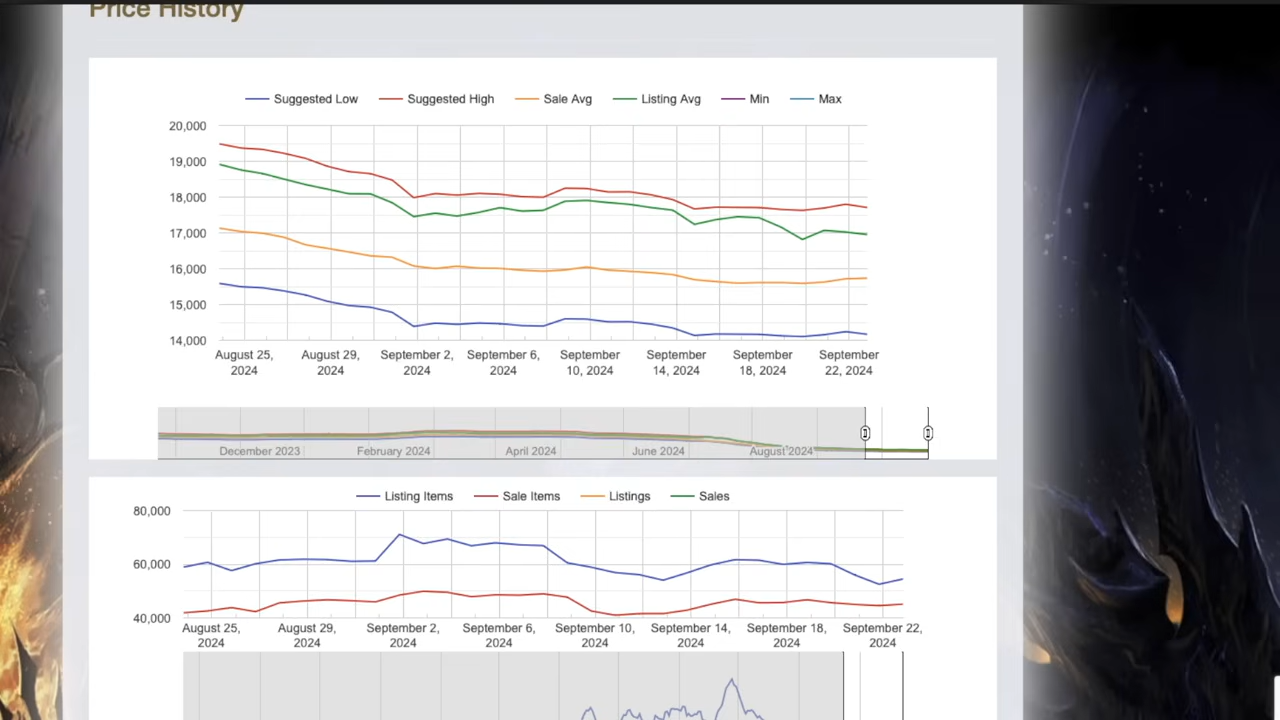 Price History
Suggested Low Suggested High Sale Avg Listing Avg Min Max
20,000
19,000
18,000
17,000
16,000
15,000
14,000
August 25, August 29, September 2, September 6, September September September September
2024 2024 2024 2024 10, 2024 14, 2024 18, 2024 22, 2024
December 2023 February 2024 April 2024 June 2024 August 2024
Listing Items Sale Items Listings Sales
80,000
60,000
40,000
August 25, August 29, September 2, September 6, September 10, September 14, September 18, September 22,
2024 2024 2024 2024 2024 2024 2024 2024